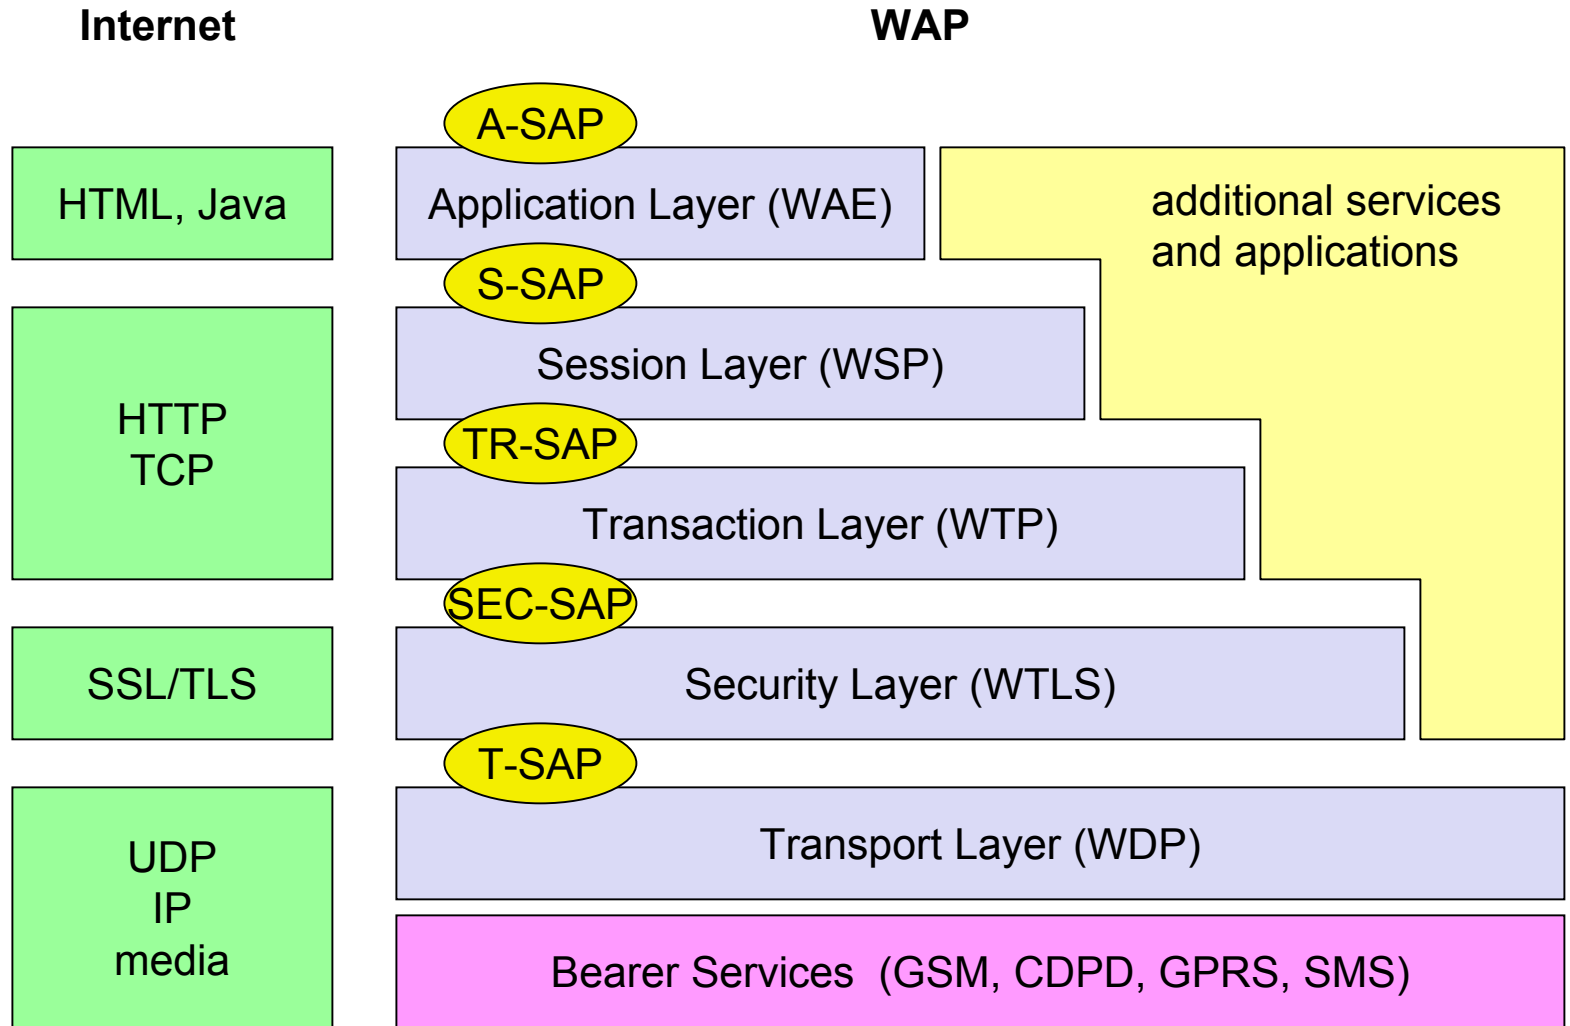 Internet
WAP
A-SAP
HTML, Java
Application Layer (WAE)
additional services
and applications
S-SAP
HTTP
TCP
Session Layer (WSP)
TR-SAP
Transaction Layer (WTP)
SEC-SAP
SSL/TLS
Security Layer (WTLS)
T-SAP
UDP
IP
media
Transport Layer (WDP)
Bearer Services (GSM, CDPD, GPRS, SMS)